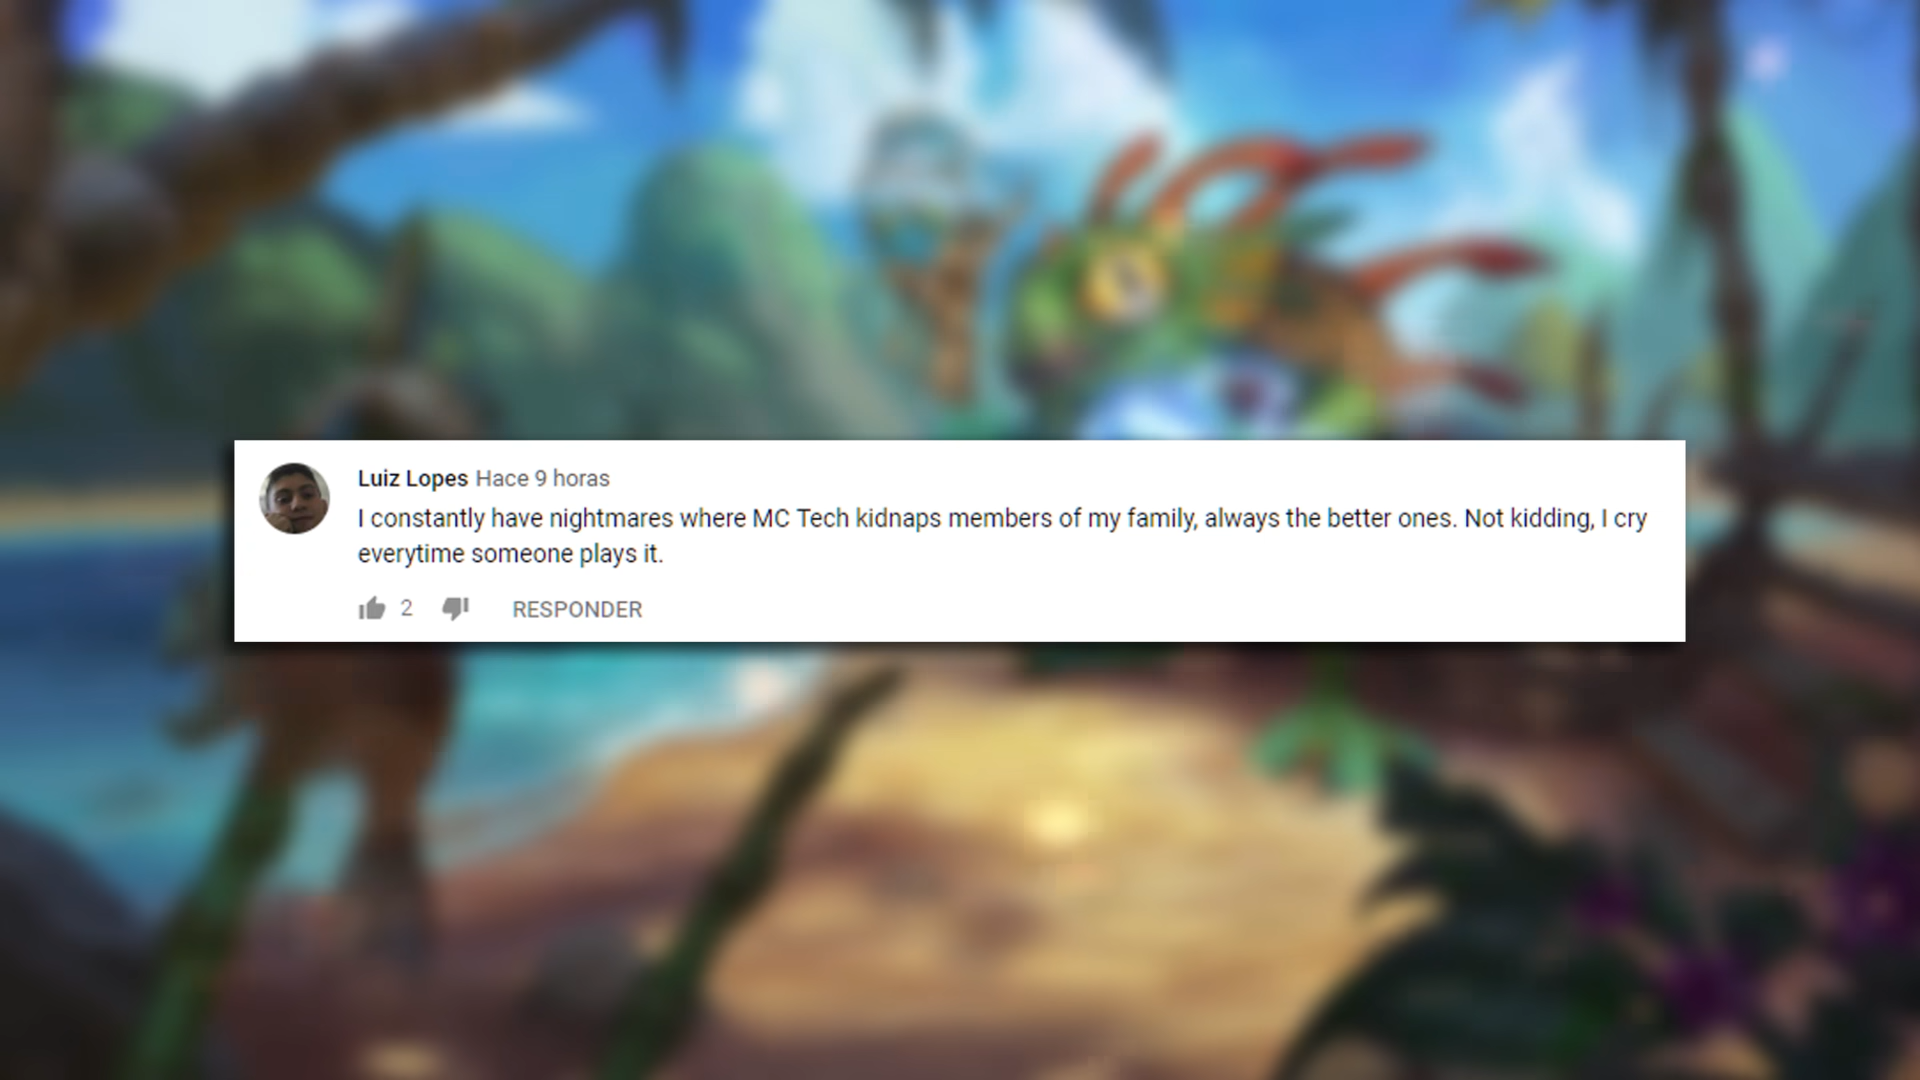 Luiz Lopes Hace 9 horas
I constantly have nightmares where MC Tech kidnaps members of my family, always the better ones. Not kidding, I cry
everytime someone plays it.
2 RESPONDER